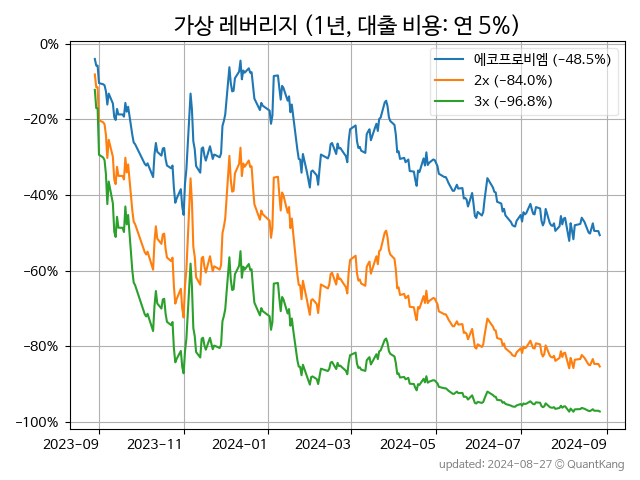 가상 레버리지 (1년, 대출 비용: 연 5%)
에코프로비엠 (−48.5%)
2x (−84.0%)
3x (−96.8%)
0%
−20%
−40%
−60%
−80%
−100%
2023-09 2023-11 2024-01 2024-03 2024-05 2024-07 2024-09
updated: 2024-08-27 © QuantKang